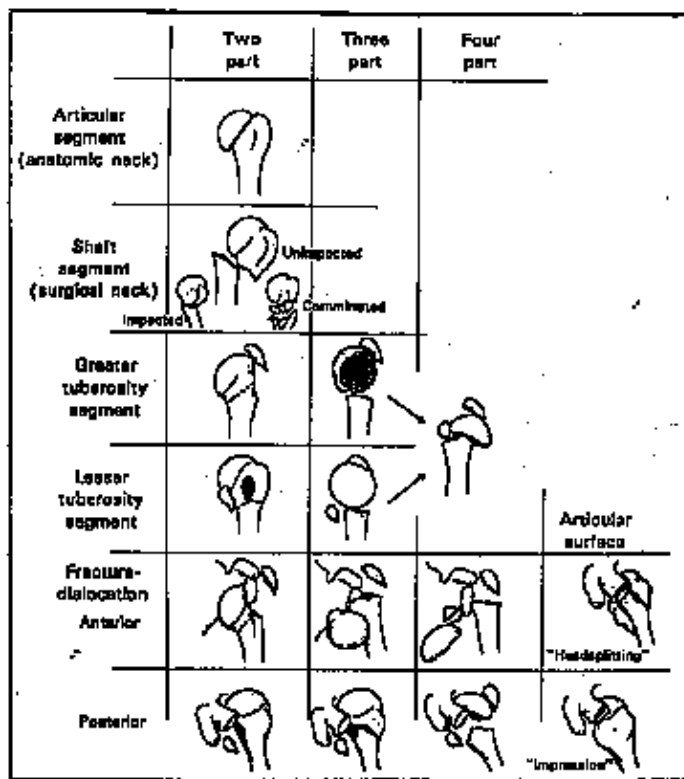 Two
part
Three
part
Four
part
Articular
segment
(anatomic neck)
Shaft
segment
(surgical neck)
Unimpacted
Impacted
Comminuted
Greater
tuberosity
segment
Lesser
tuberosity
segment
Articular
surface
Fracture-
dislocation
Anterior
"Headsplitting"
Posterior
"Impression"